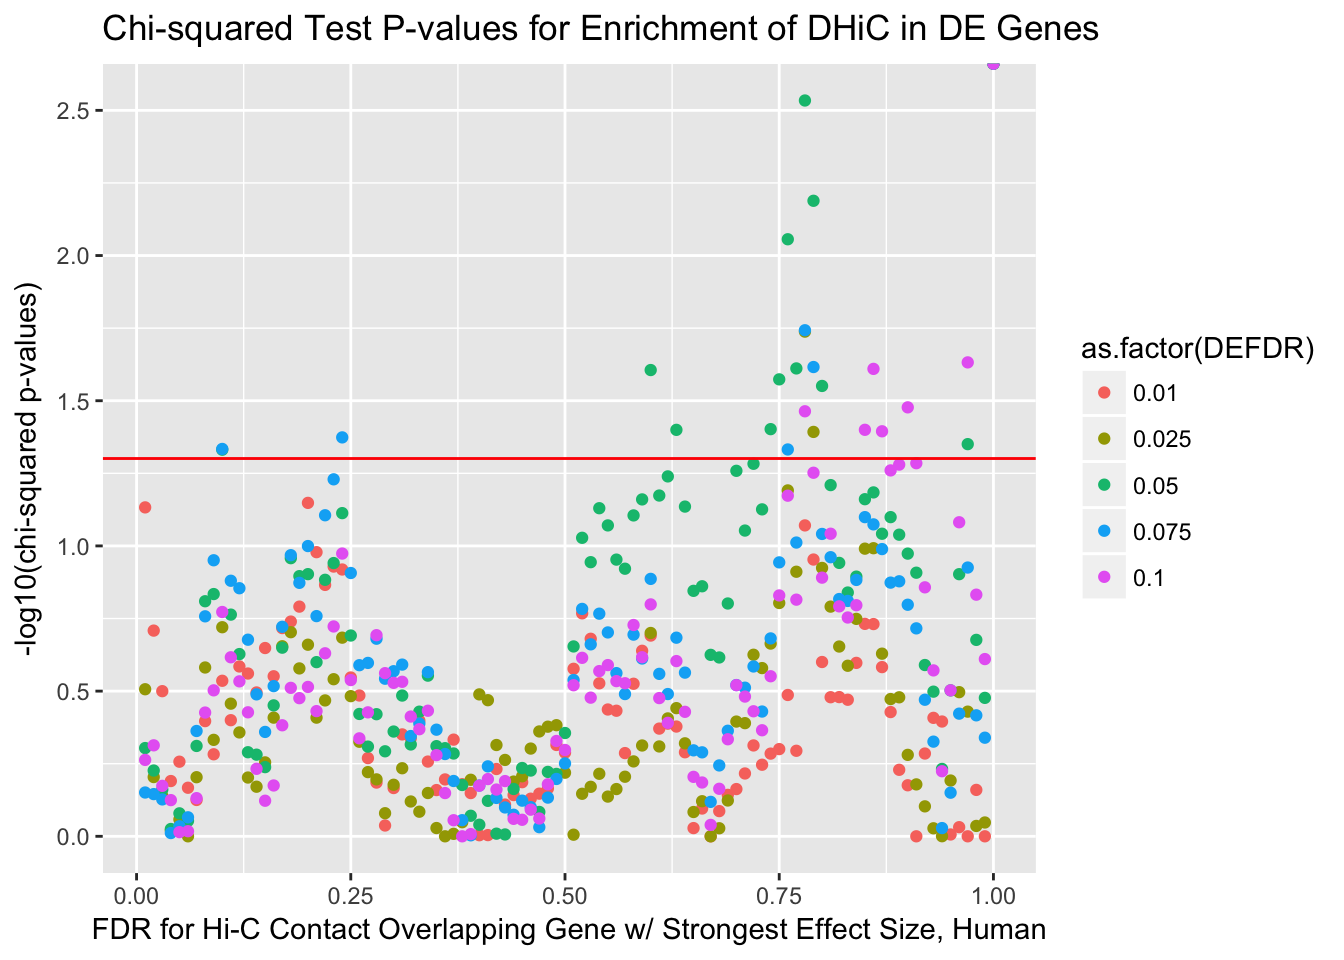 Chi-squared Test P-values for Enrichment of DHiC in DE Genes
-log10(chi-squared p-values)
2.5
2.0
1.5
1.0
0.5
0.0
0.00 0.25 0.50 0.75 1.00
FDR for Hi-C Contact Overlapping Gene w/ Strongest Effect Size, Human
as.factor(DEFDR)
0.01
0.025
0.05
0.075
0.1